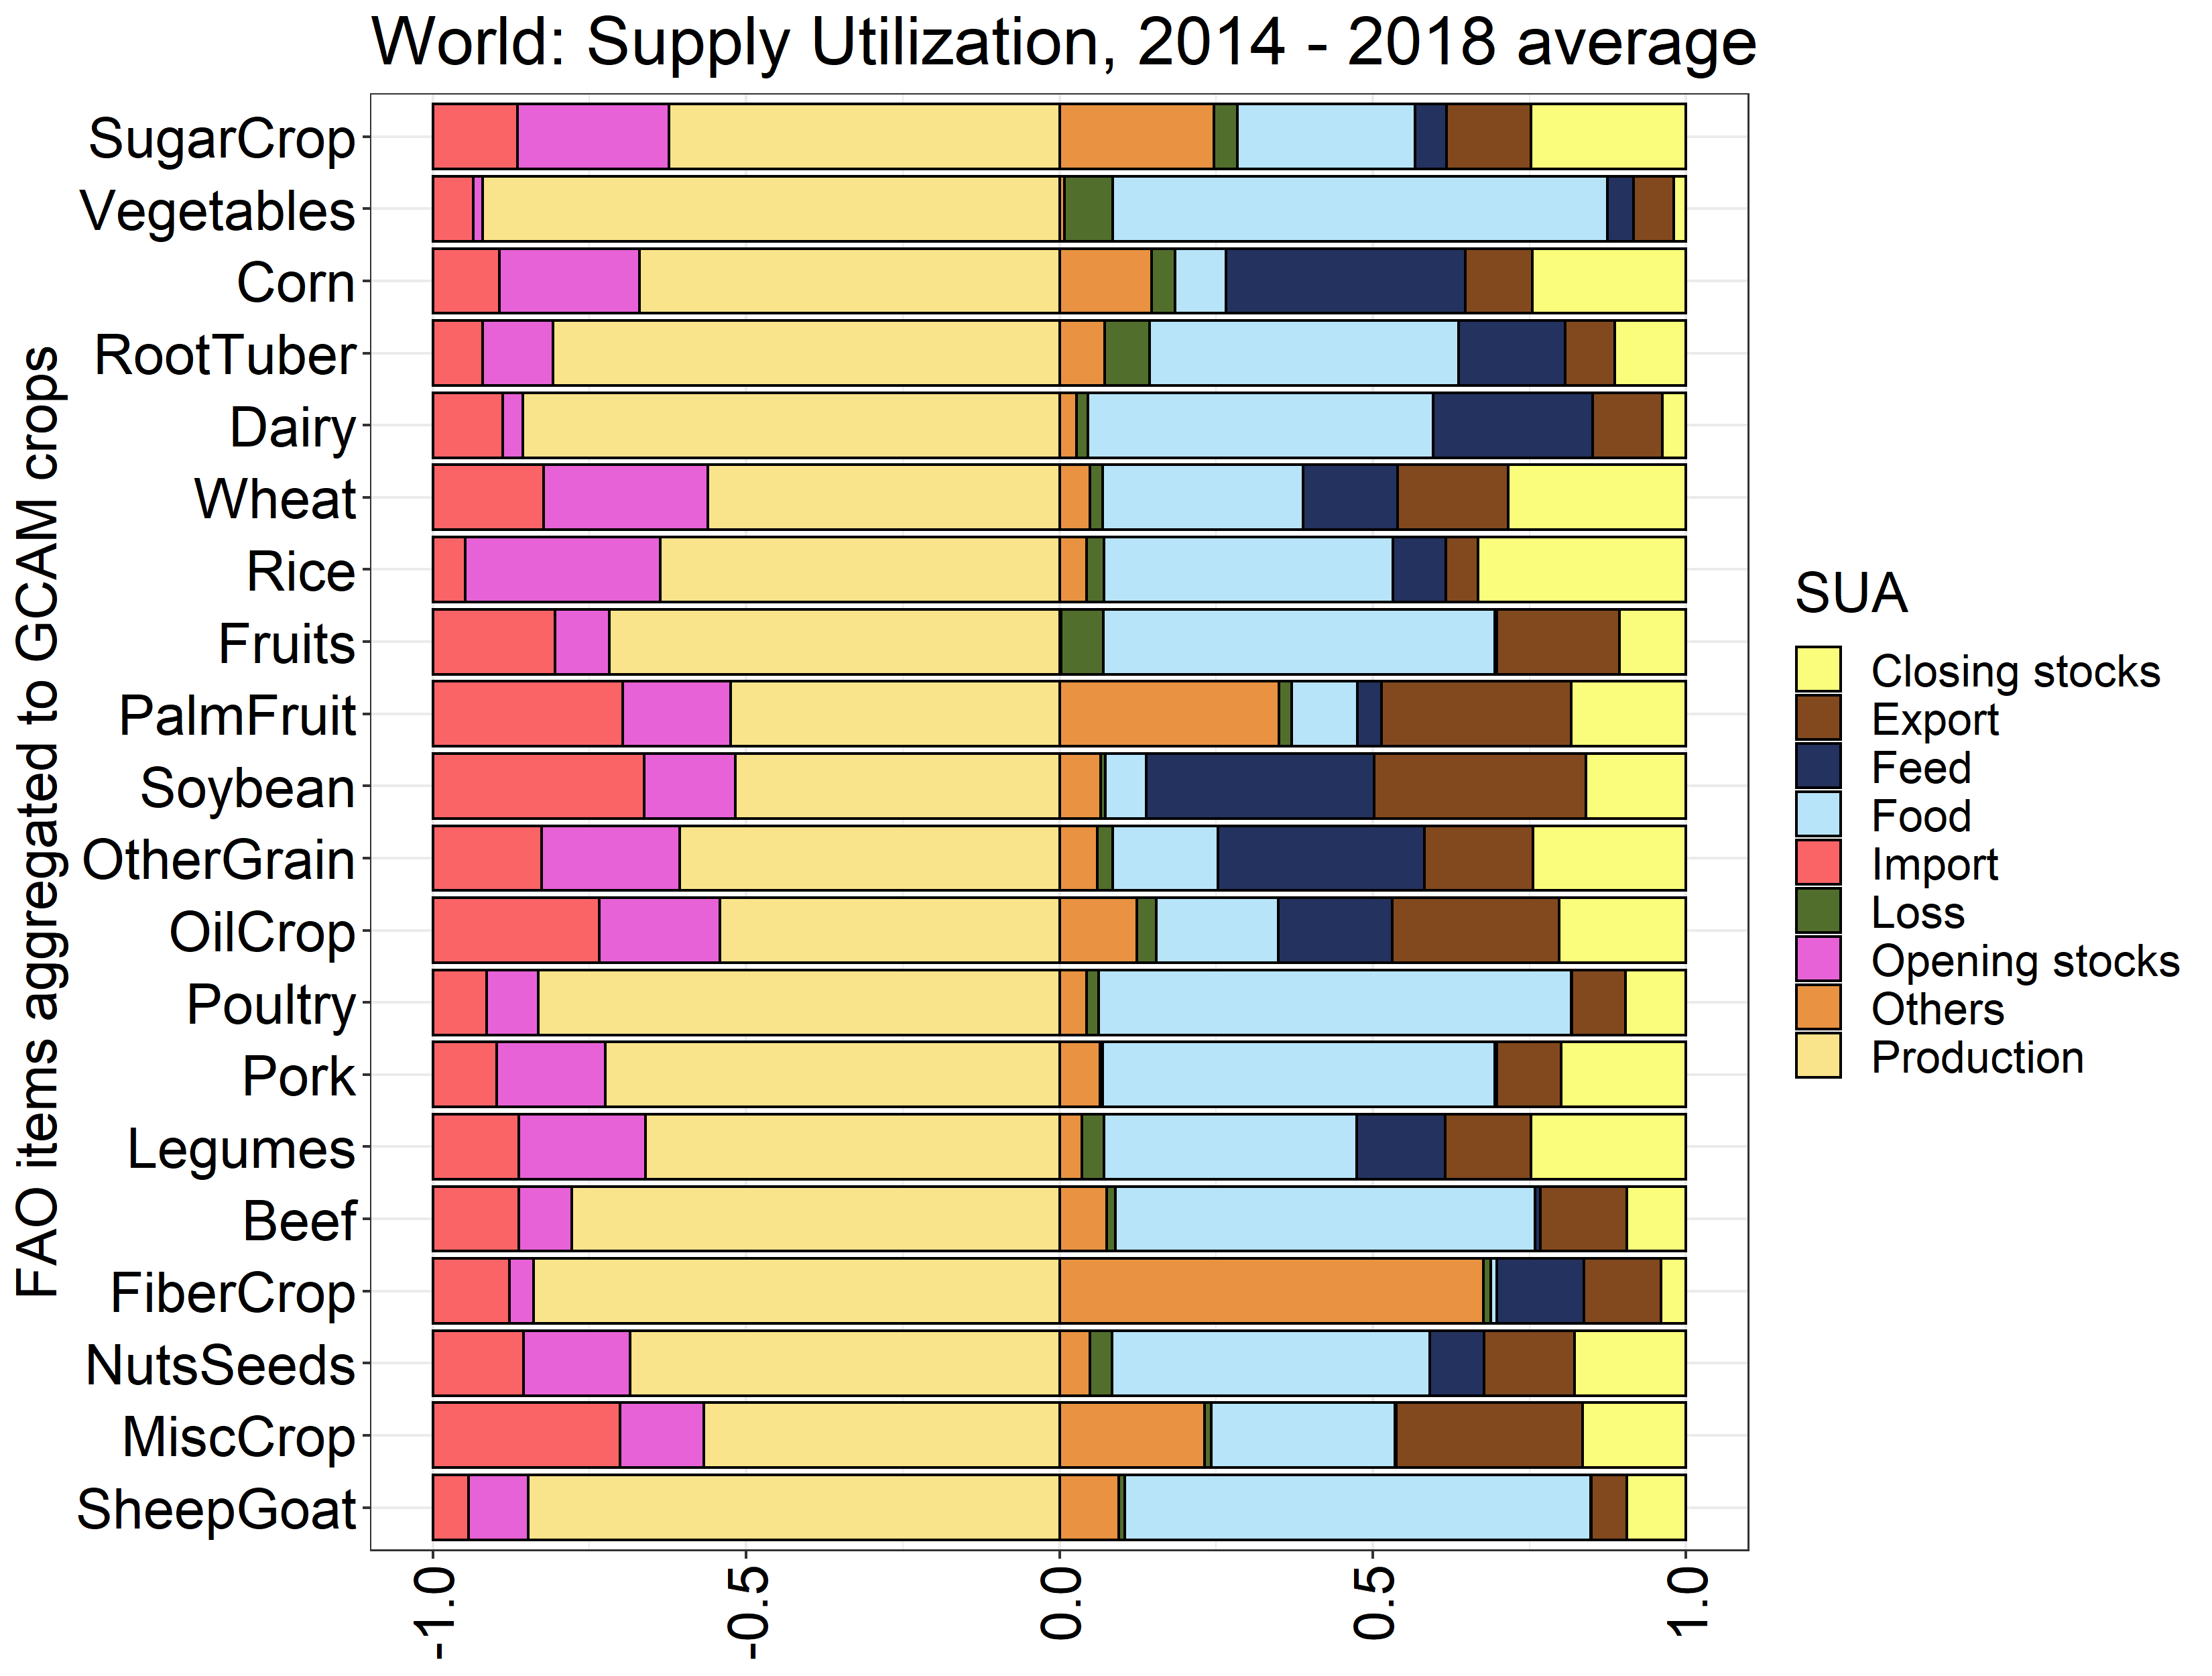 World: Supply Utilization, 2014 - 2018 average
FAO items aggregated to GCAM crops
SugarCrop
Vegetables
Corn
RootTuber
Dairy
Wheat
Rice
Fruits
PalmFruit
Soybean
OtherGrain
OilCrop
Poultry
Pork
Legumes
Beef
FiberCrop
NutsSeeds
MiscCrop
SheepGoat
-1.0
-0.5
0.0
0.5
1.0
SUA
Closing stocks
Export
Feed
Food
Import
Loss
Opening stocks
Others
Production